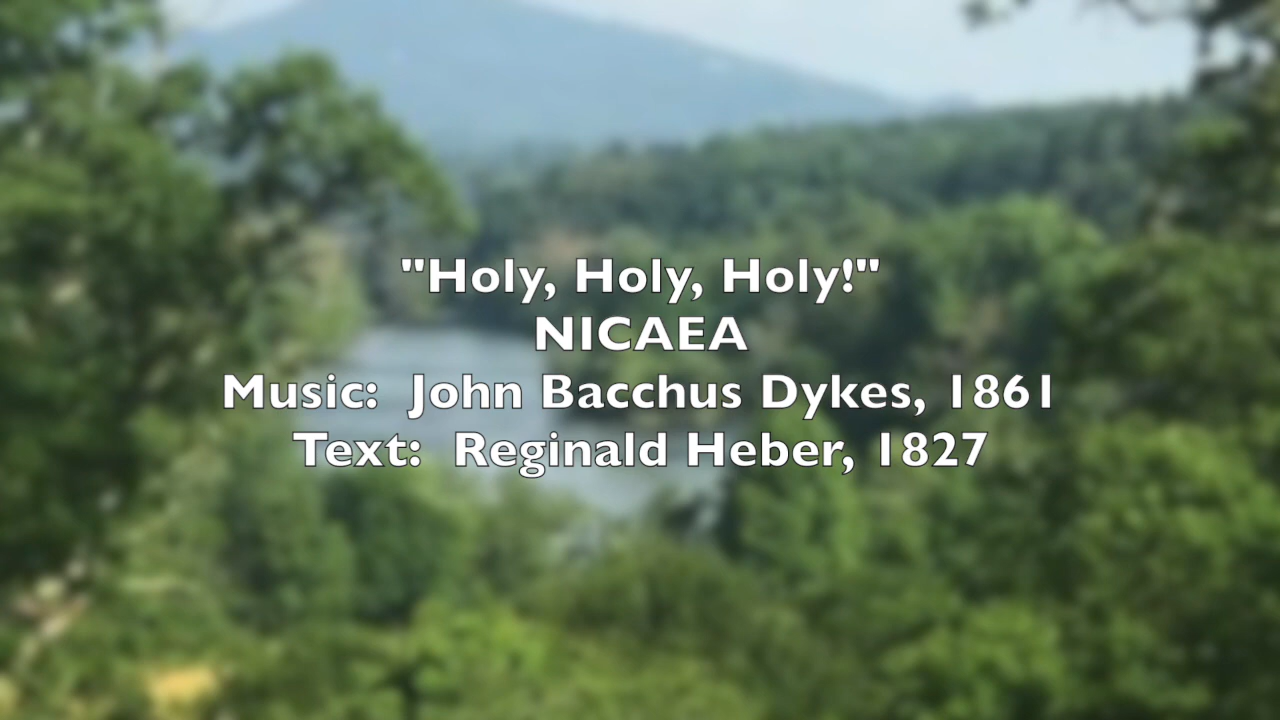 "Holy, Holy, Holy!"
NICAEA
Music:  John Bacchus Dykes, 1861
Text:  Reginald Heber, 1827